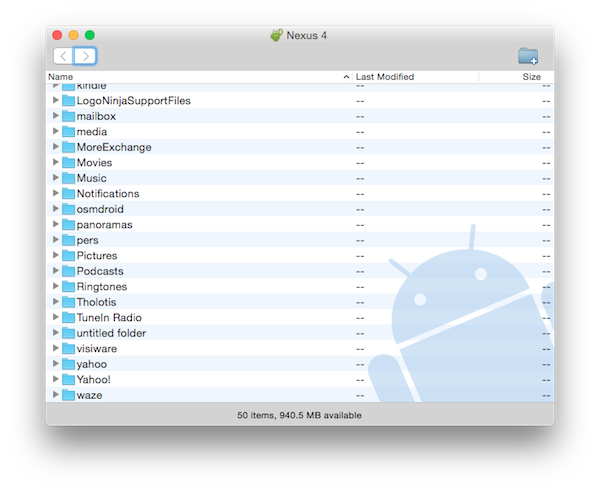 Nexus 4
Name Last Modified Size
kindle --
LogoNinjaSupportFiles -- --
mailbox -- --
media -- --
MoreExchange -- --
Movies -- --
Music -- --
Notifications -- --
osmdroid -- --
panoramas -- --
pers -- --
Pictures -- --
Podcasts -- --
Ringtones -- --
Tholotis -- --
TuneIn Radio -- --
untitled folder -- --
visiware -- --
yahoo -- --
Yahoo! -- --
waze -- --
50 items, 940.5 MB available